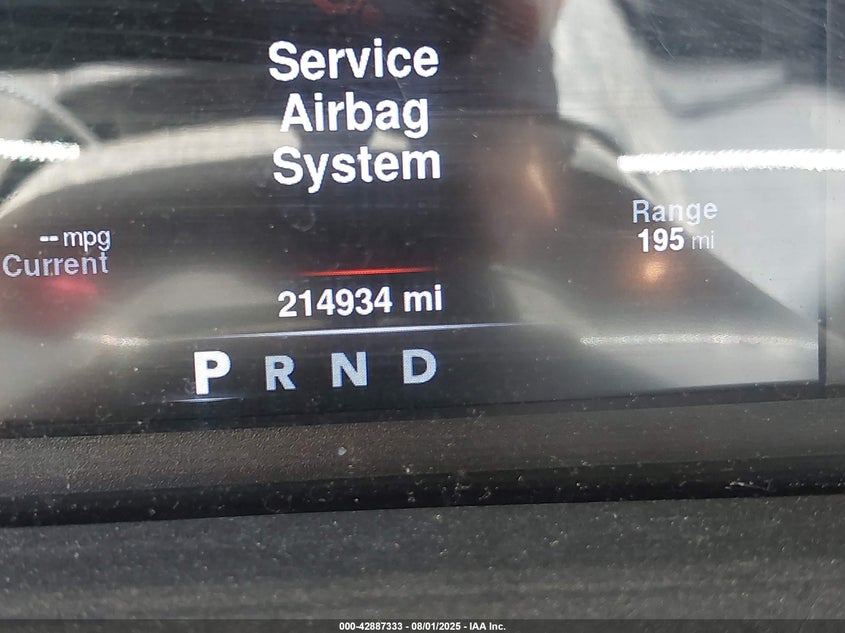 Service
Airbag
System
-- mpg
Current
Range
195 mi
214934 mi
P R N D
000-42887333 - 08/01/2025 - IAA Inc.